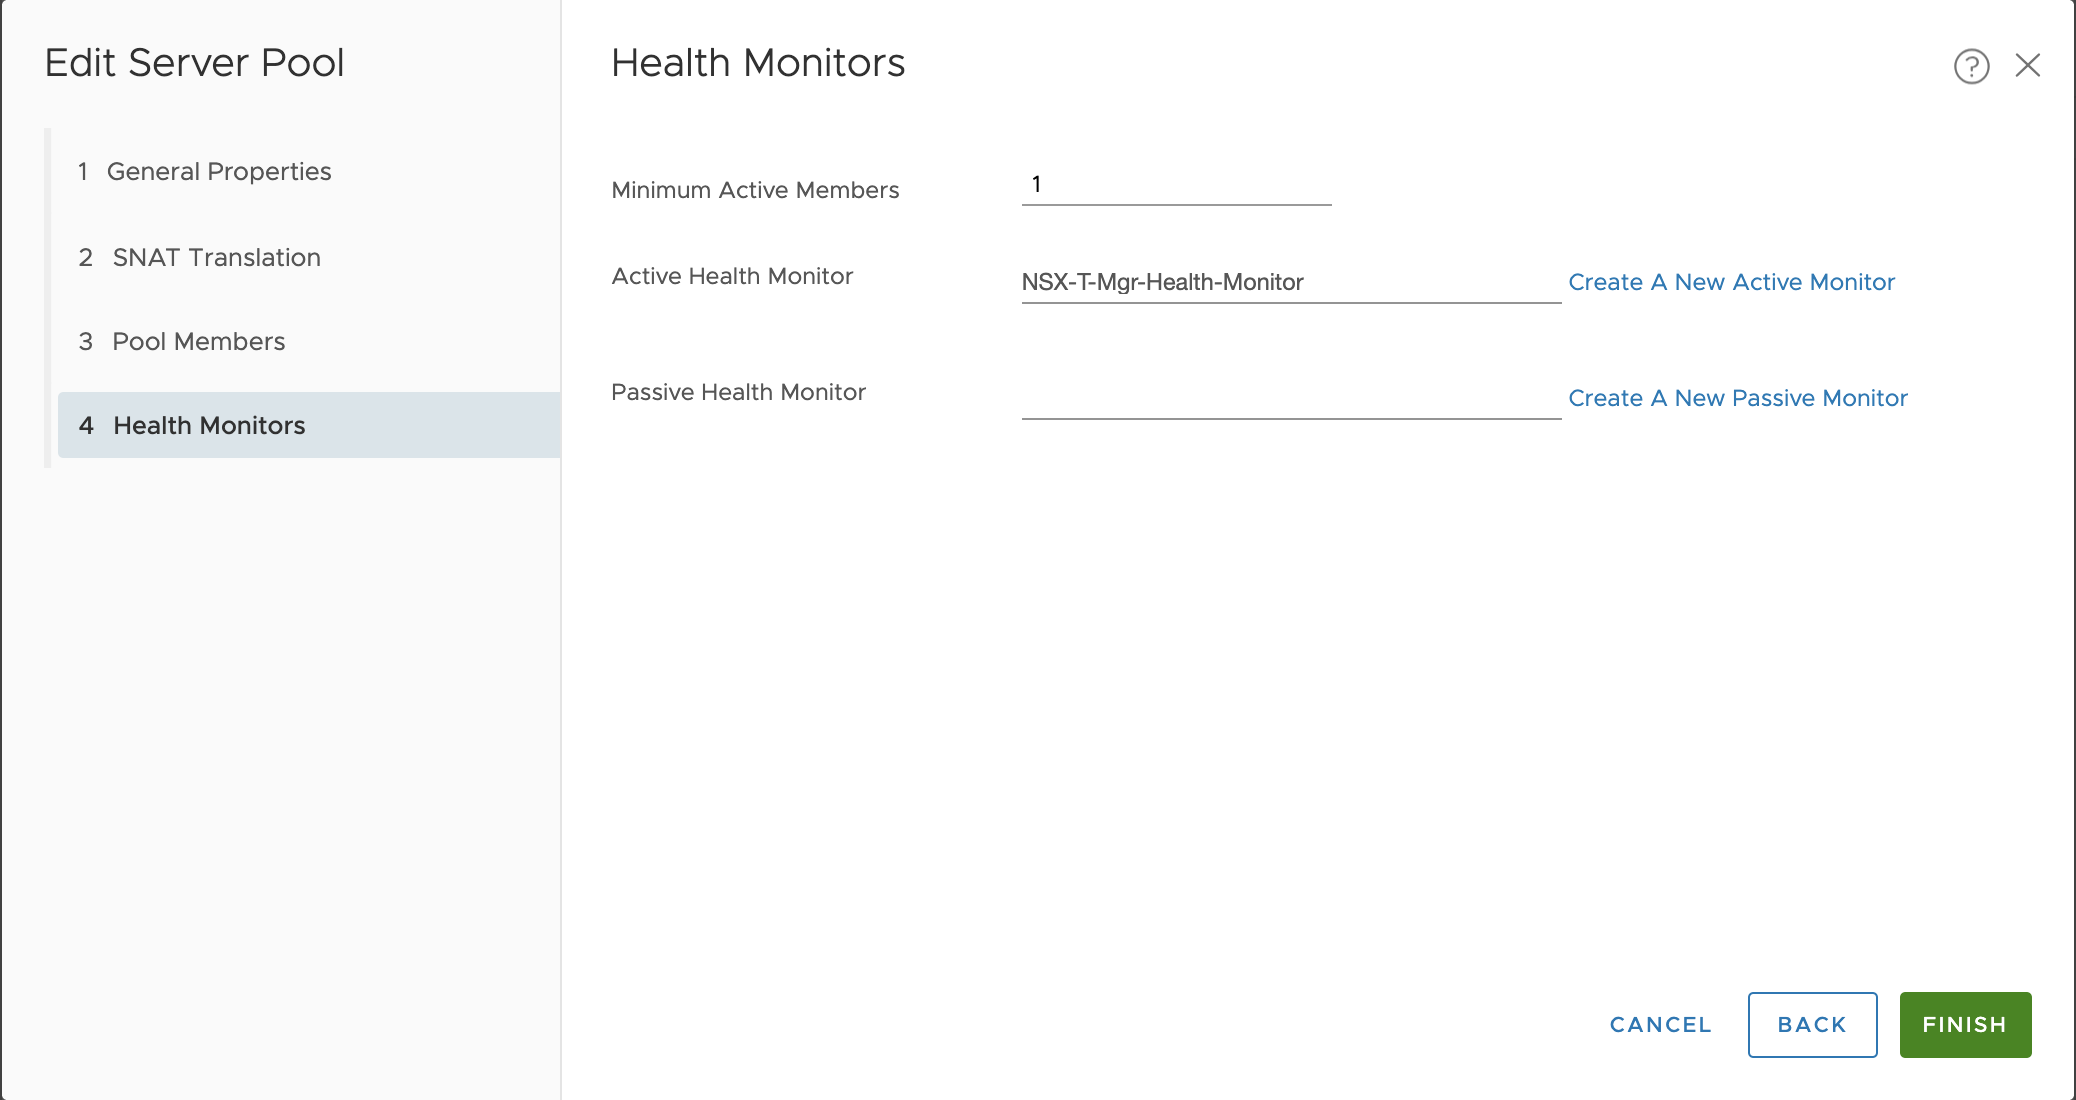 Edit Server Pool
1 General Properties
2 SNAT Translation
3 Pool Members
4 Health Monitors
Health Monitors
?
Minimum Active Members 1
Active Health Monitor NSX-T-Mgr-Health-Monitor Create A New Active Monitor
Passive Health Monitor Create A New Passive Monitor
CANCEL BACK FINISH